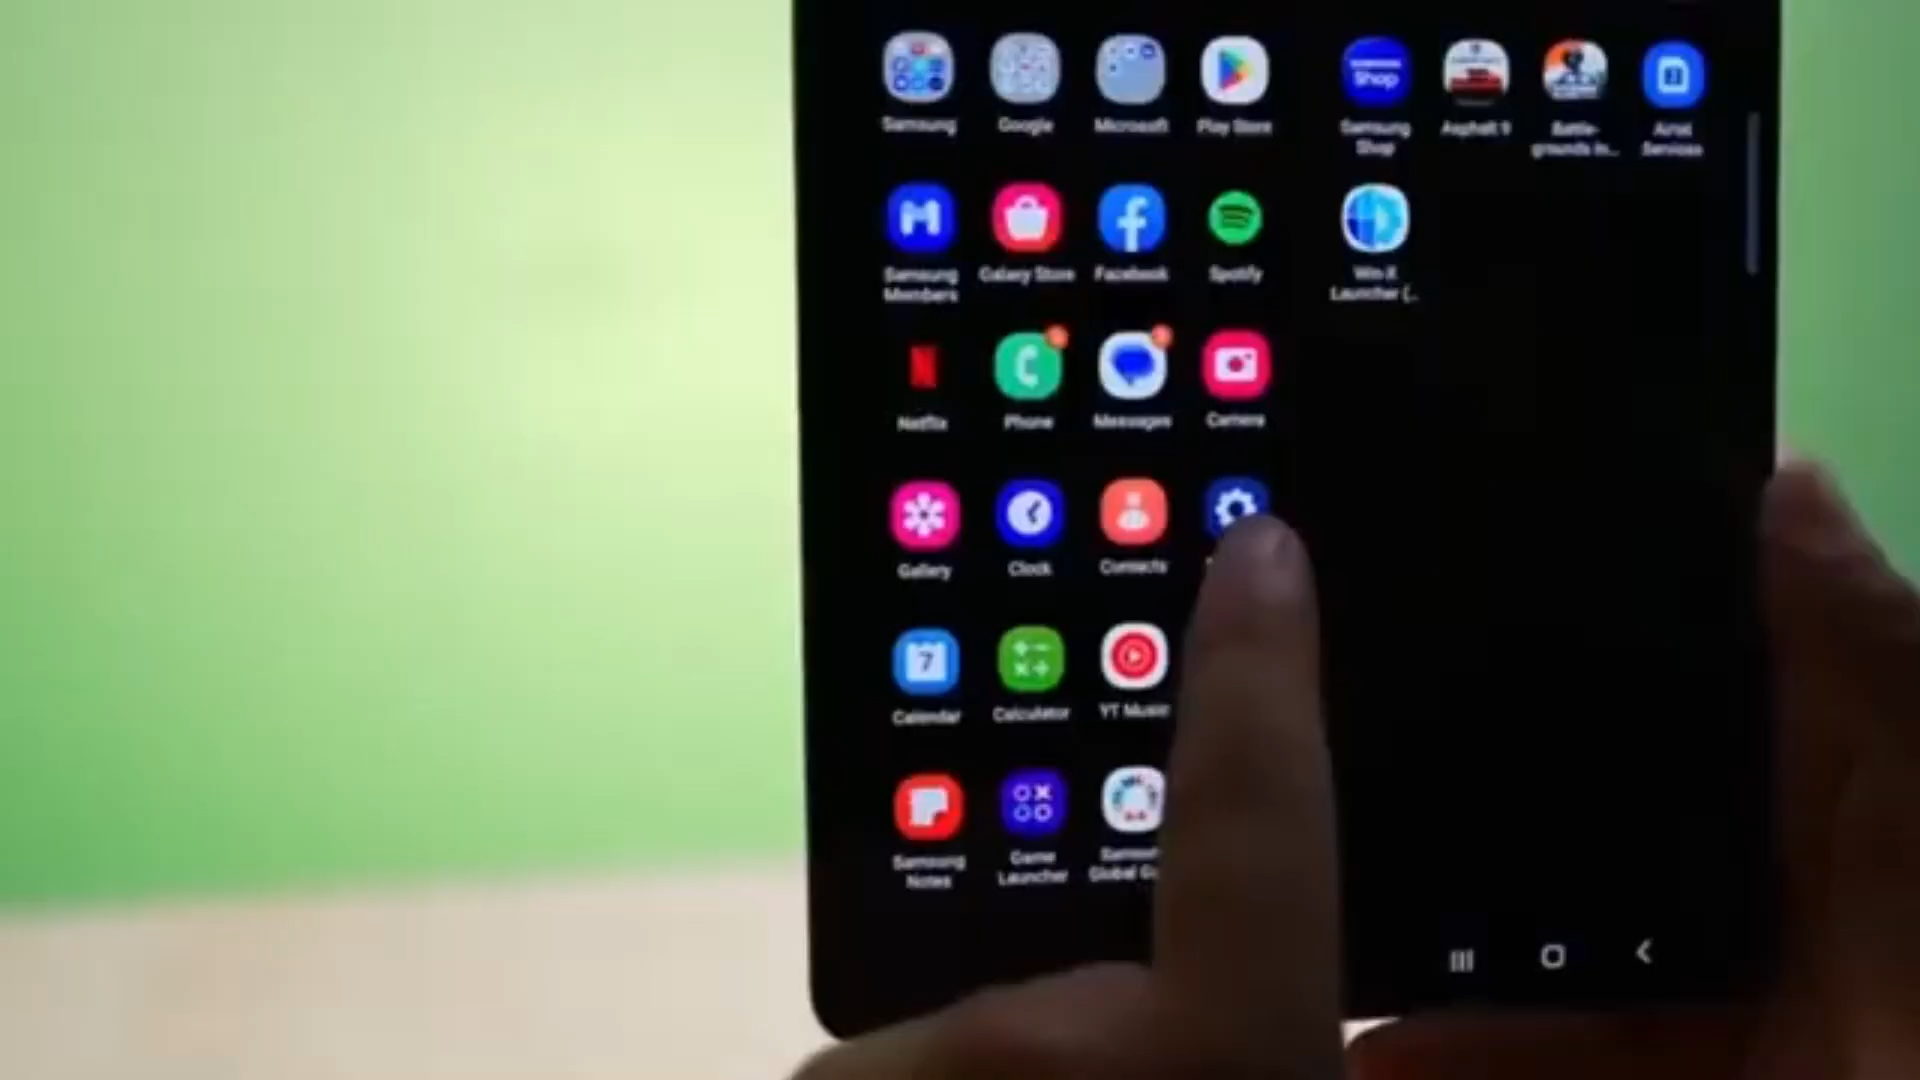 Samsung
Google
Microsoft
Play Store
Shop
Samsung
Shop
Asphalt 9
Battle-
grounds In...
Airtel
Services
Samsung
Members
Galaxy Store
Facebook
Spotify
Win-X
Launcher (..
Netflix
Phone
Messages
Camera
Gallery
Clock
Contacts
7
Calendar
Calculator
YT Music
Samsung
Notes
Game
Launcher
Global